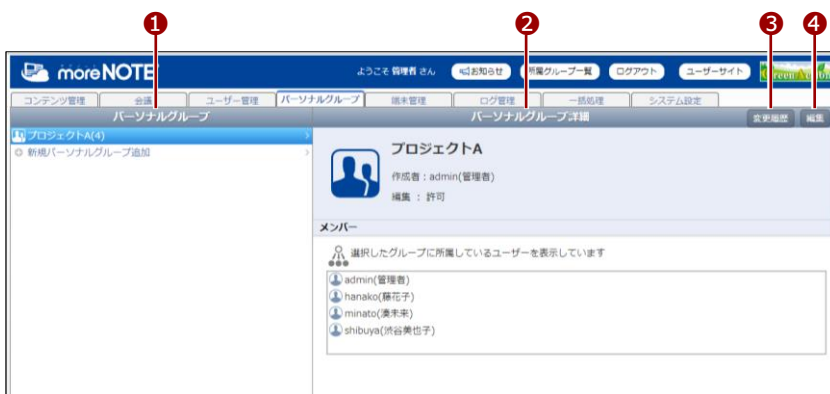 1 2 3 4
moreNOTE ようこそ 管理者 さん お知らせ 所属グループ一覧 ログアウト ユーザーサイト
コンテンツ管理 会議 ユーザー管理 パーソナルグループ 端末管理 ログ管理 一括処理 システム設定
パーソナルグループ パーソナルグループ詳細 変更履歴 編集
プロジェクトA(4)
新規パーソナルグループ追加
プロジェクトA
作成者：admin(管理者)
編集 ： 許可
メンバー
選択したグループに所属しているユーザーを表示しています
admin(管理者)
hanako(藤花子)
minato(湊未来)
shibuya(渋谷美也子)